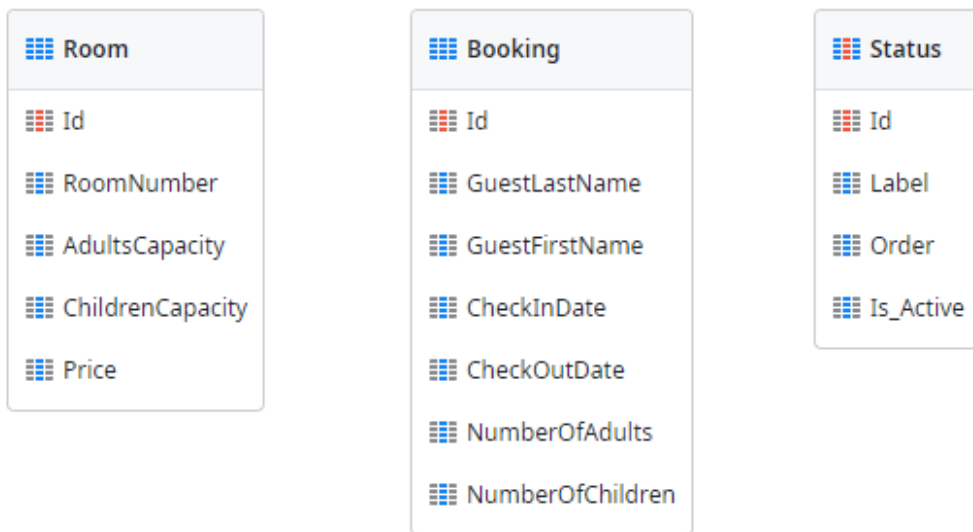 Room
Id
RoomNumber
AdultsCapacity
ChildrenCapacity
Price
Booking
Id
GuestLastName
GuestFirstName
CheckInDate
CheckOutDate
NumberOfAdults
NumberOfChildren
Status
Id
Label
Order
Is_Active